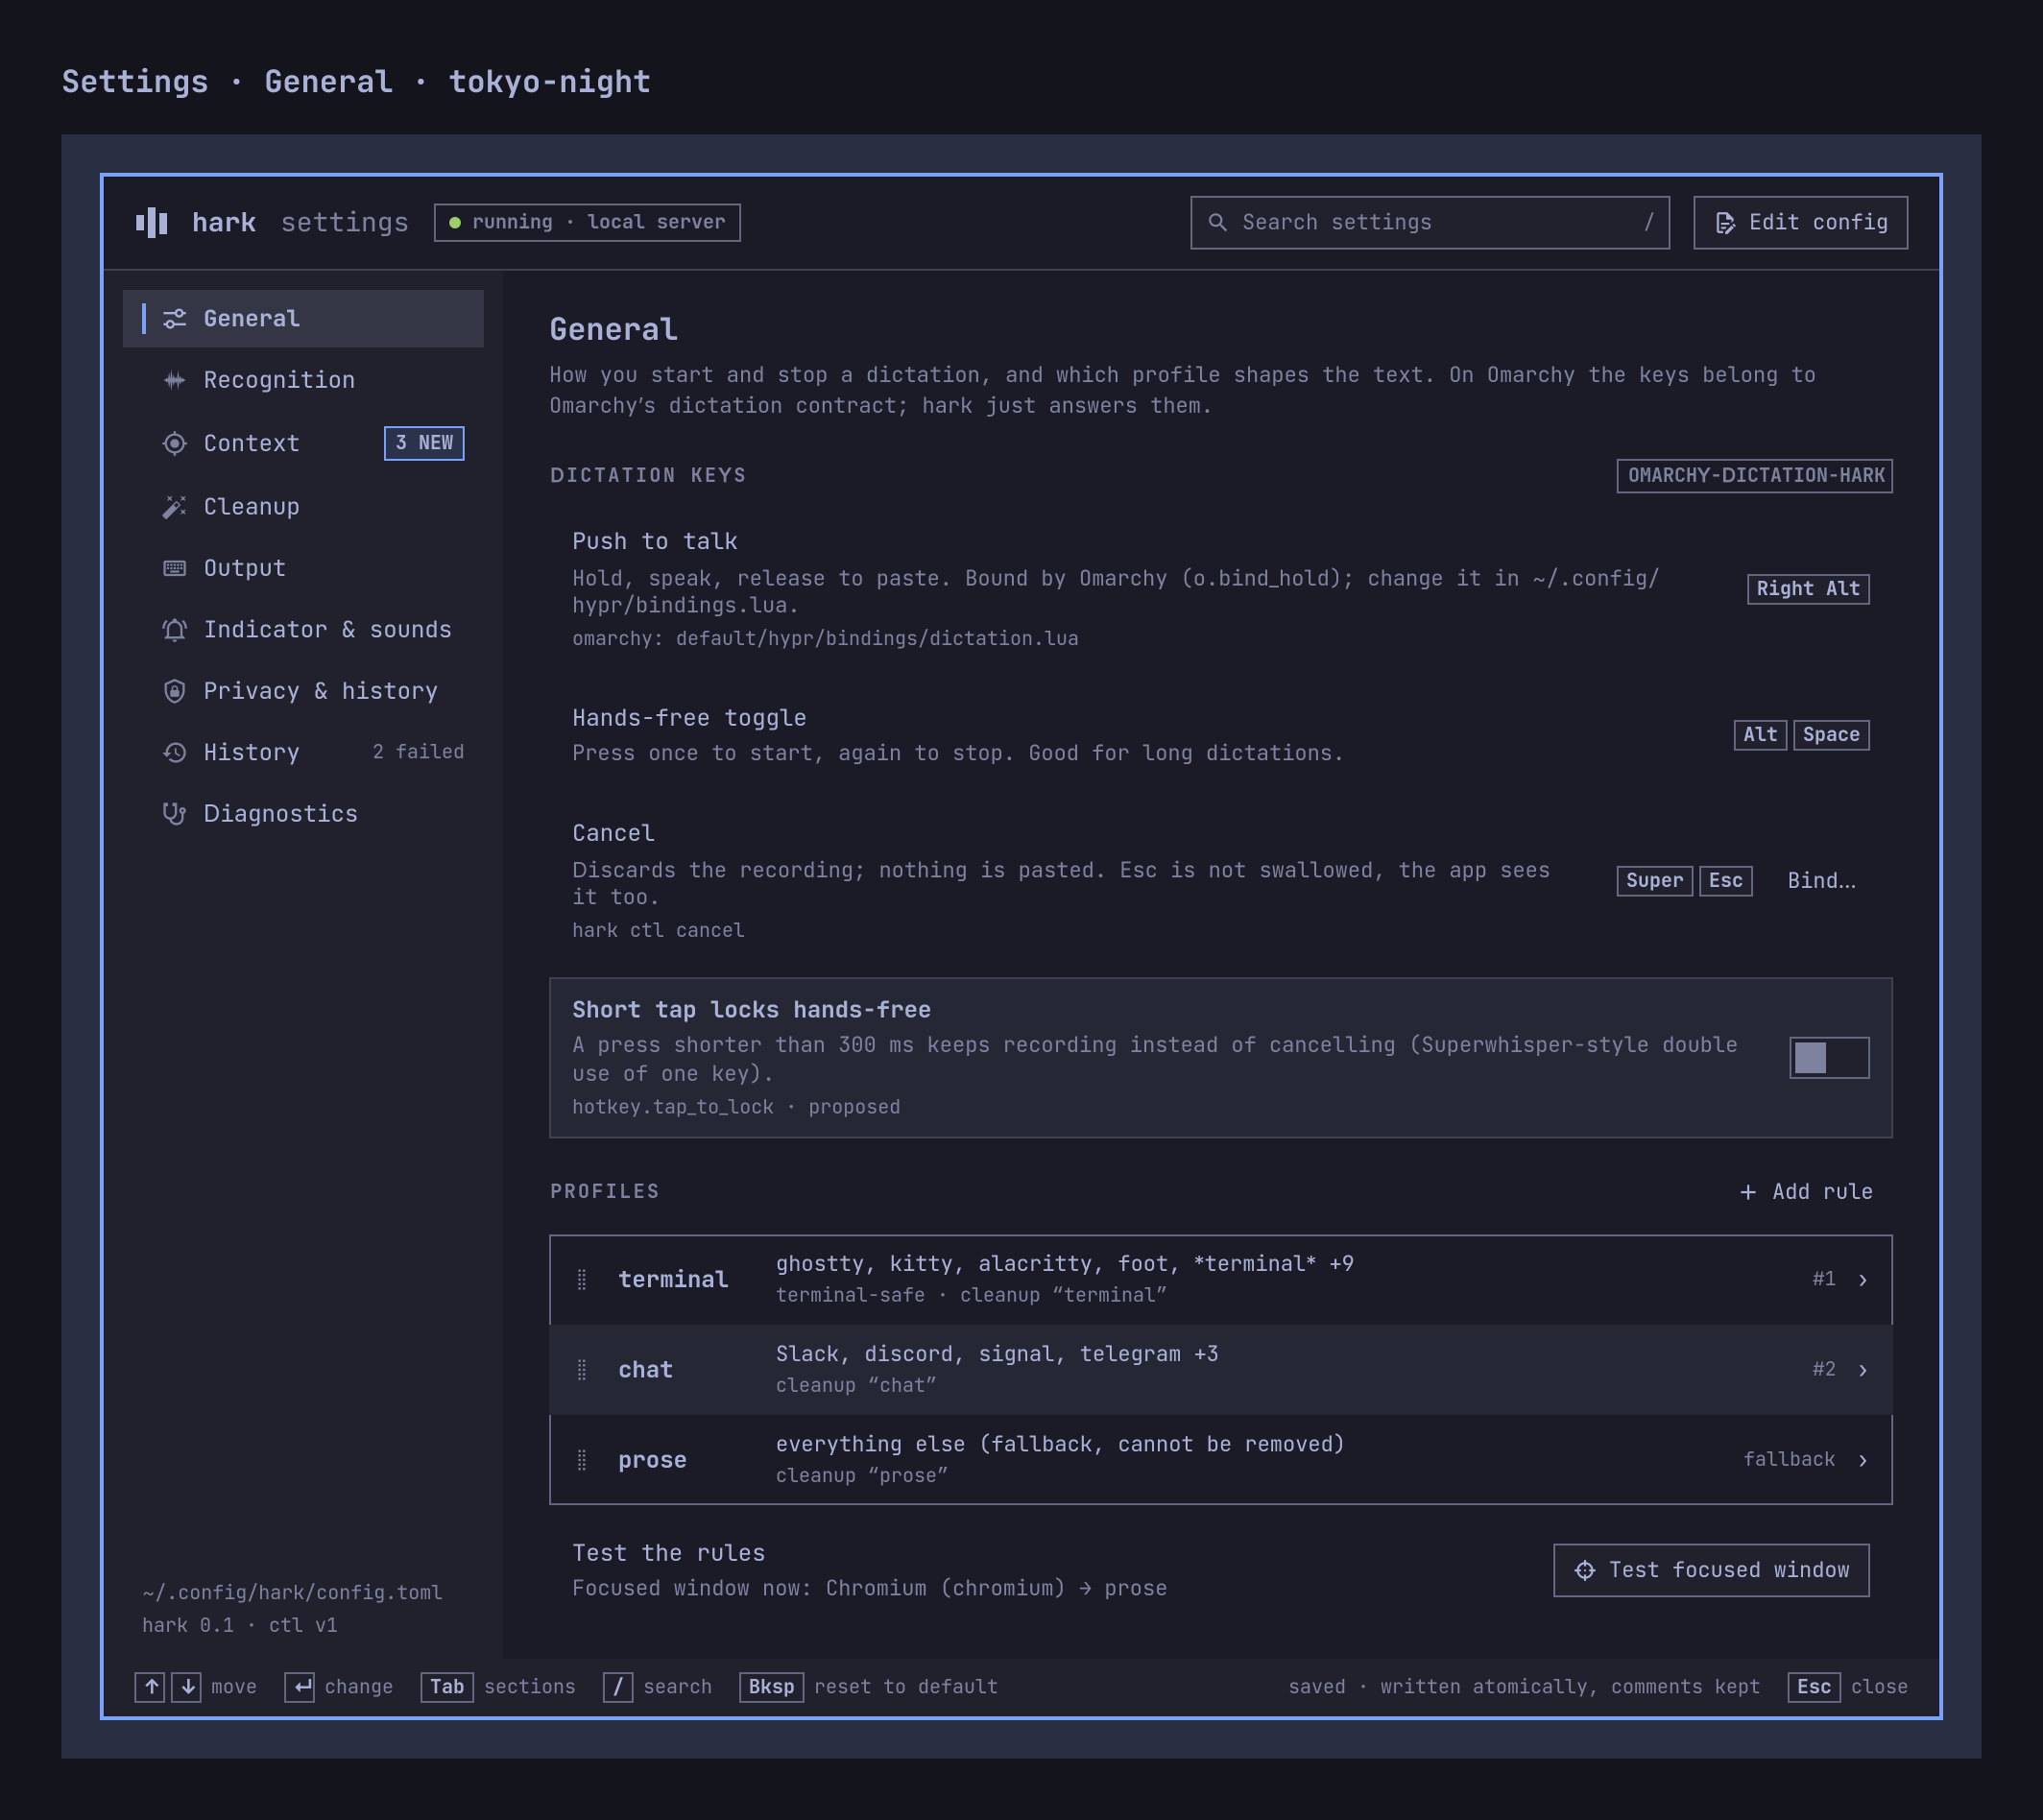 Settings · General · tokyo-night
hark settings
running · local server
Search settings /
Edit config
General
Recognition
Context 3 NEW
Cleanup
Output
Indicator & sounds
Privacy & history
History 2 failed
Diagnostics
~/.config/hark/config.toml
hark 0.1 · ctl v1
General
How you start and stop a dictation, and which profile shapes the text. On Omarchy the keys belong to
Omarchy’s dictation contract; hark just answers them.
DICTATION KEYS OMARCHY-DICTATION-HARK
Push to talk
Hold, speak, release to paste. Bound by Omarchy (o.bind_hold); change it in ~/.config/
hypr/bindings.lua.
omarchy: default/hypr/bindings/dictation.lua
Right Alt
Hands-free toggle
Press once to start, again to stop. Good for long dictations.
Alt Space
Cancel
Discards the recording; nothing is pasted. Esc is not swallowed, the app sees
it too.
hark ctl cancel
Super Esc Bind…
Short tap locks hands-free
A press shorter than 300 ms keeps recording instead of cancelling (Superwhisper-style double
use of one key).
hotkey.tap_to_lock · proposed
PROFILES + Add rule
terminal
ghostty, kitty, alacritty, foot, *terminal* +9
terminal-safe · cleanup “terminal”
#1 ›
chat
Slack, discord, signal, telegram +3
cleanup “chat”
#2 ›
prose
everything else (fallback, cannot be removed)
cleanup “prose”
fallback ›
Test the rules
Focused window now: Chromium (chromium) → prose
Test focused window
↑ ↓ move ↵ change Tab sections / search Bksp reset to default
saved · written atomically, comments kept Esc close